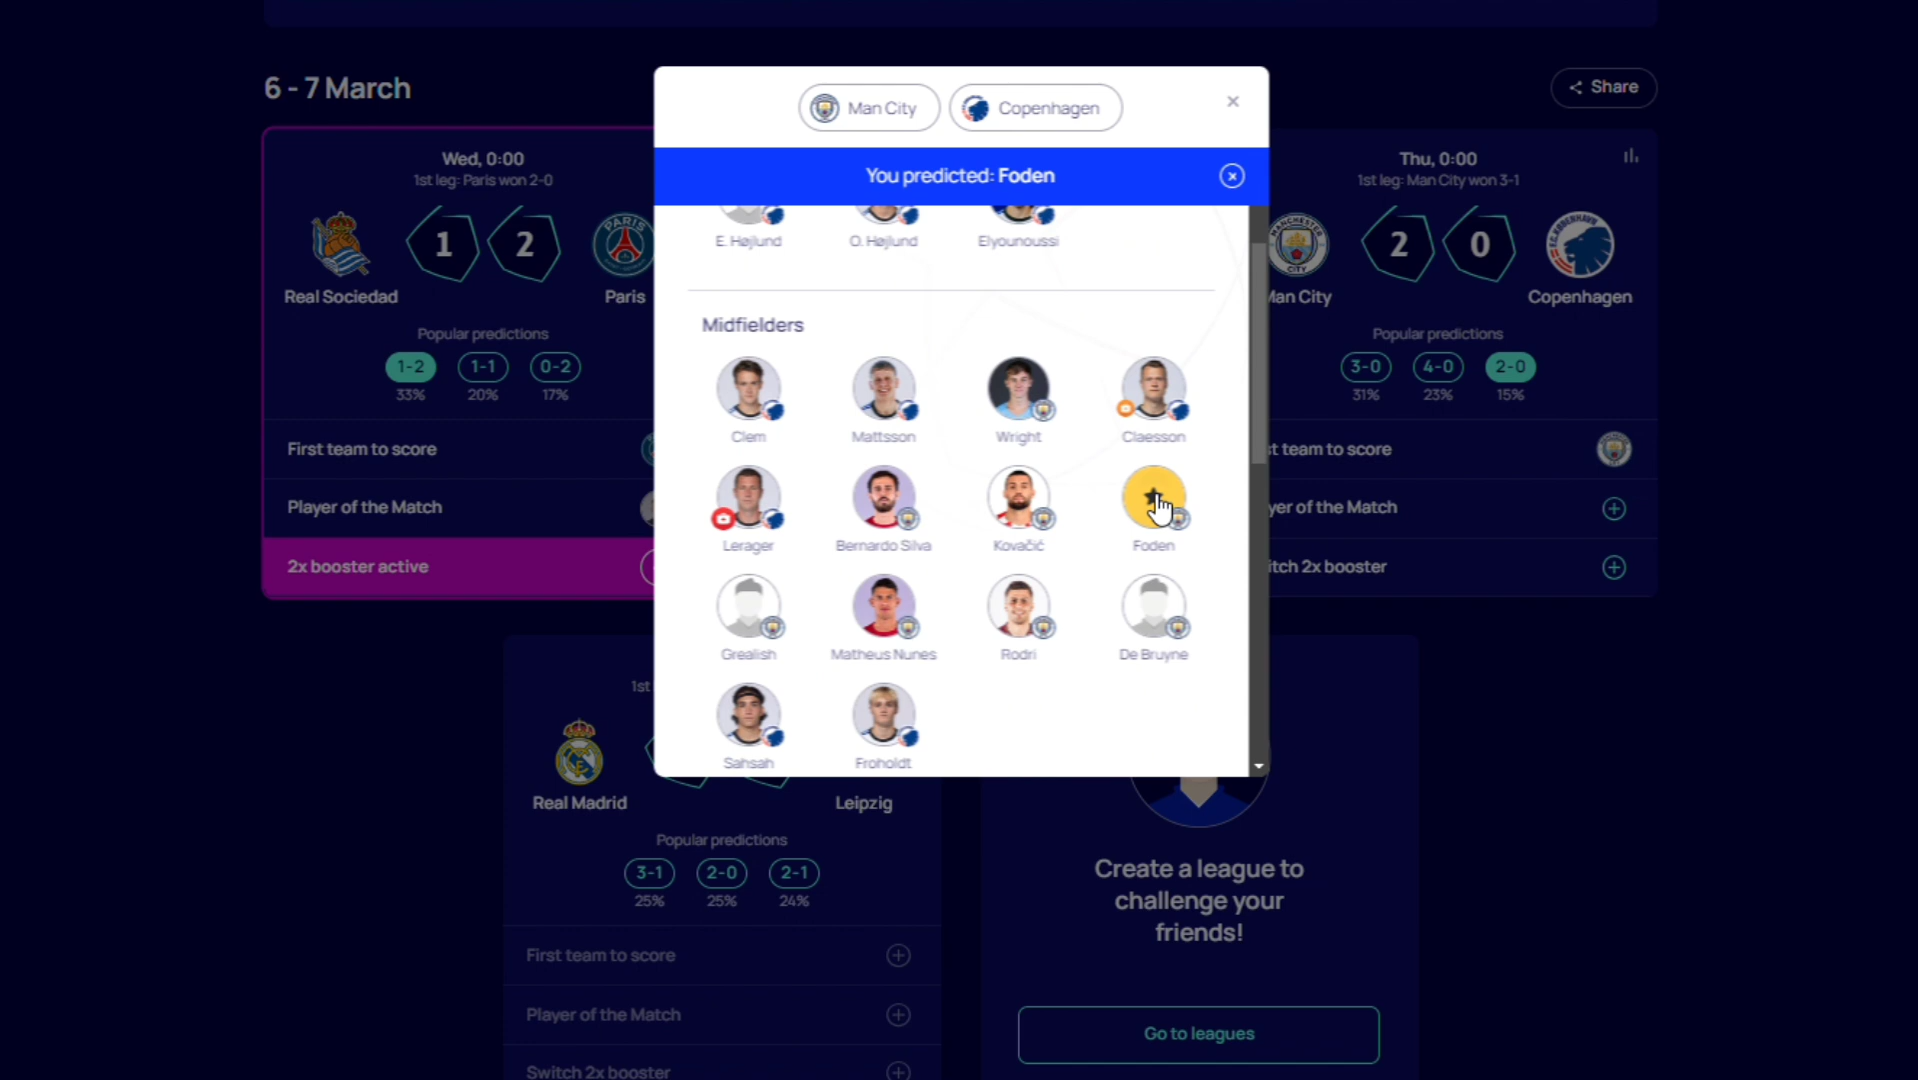 6 - 7 March
Share
Man City
Copenhagen
You predicted: Foden
Wed, 0:00
1st leg: Paris won 2-0
1
2
Real Sociedad
Paris
Popular predictions
1-2
1-1
0-2
33%
20%
17%
First team to score
Player of the Match
2x booster active
E. Højlund
O. Højlund
Elyounoussi
Midfielders
Clem
Mattsson
Wright
Claesson
Lerager
Bernardo Silva
Kovačić
Foden
Grealish
Matheus Nunes
Rodri
De Bruyne
Sahsah
Froholdt
Thu, 0:00
1st leg: Man City won 3-1
2
0
Man City
Copenhagen
Popular predictions
3-0
4-0
2-0
31%
23%
15%
t team to score
yer of the Match
itch 2x booster
1st
Real Madrid
Leipzig
Popular predictions
3-1
2-0
2-1
25%
25%
24%
First team to score
Player of the Match
Switch 2x booster
Create a league to
challenge your
friends!
Go to leagues